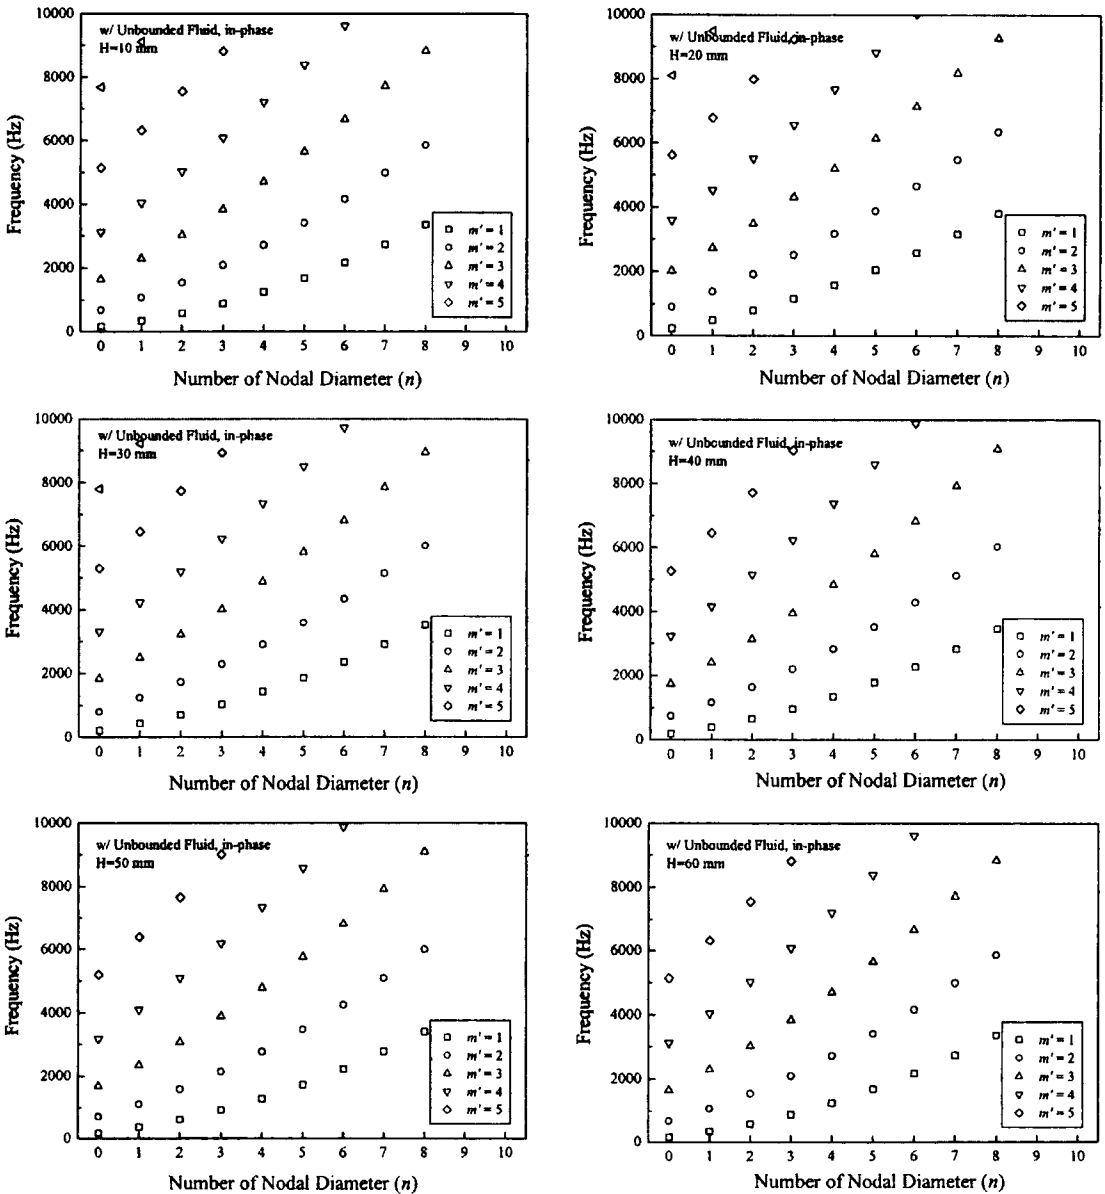 w/ Unbounded Fluid, in-phase
H=10 mm
10000
8000
6000
4000
2000
0
Frequency (Hz)
m' = 1
m' = 2
m' = 3
m' = 4
m' = 5
0 1 2 3 4 5 6 7 8 9 10
Number of Nodal Diameter (n)
w/ Unbounded Fluid, in-phase
H=20 mm
10000
8000
6000
4000
2000
0
Frequency (Hz)
m' = 1
m' = 2
m' = 3
m' = 4
m' = 5
0 1 2 3 4 5 6 7 8 9 10
Number of Nodal Diameter (n)
w/ Unbounded Fluid, in-phase
H=30 mm
10000
8000
6000
4000
2000
0
Frequency (Hz)
m' = 1
m' = 2
m' = 3
m' = 4
m' = 5
0 1 2 3 4 5 6 7 8 9 10
Number of Nodal Diameter (n)
w/ Unbounded Fluid, in-phase
H=40 mm
10000
8000
6000
4000
2000
0
Frequency (Hz)
m' = 1
m' = 2
m' = 3
m' = 4
m' = 5
0 1 2 3 4 5 6 7 8 9 10
Number of Nodal Diameter (n)
w/ Unbounded Fluid, in-phase
H=50 mm
10000
8000
6000
4000
2000
0
Frequency (Hz)
m' = 1
m' = 2
m' = 3
m' = 4
m' = 5
0 1 2 3 4 5 6 7 8 9 10
Number of Nodal Diameter (n)
w/ Unbounded Fluid, in-phase
H=60 mm
10000
8000
6000
4000
2000
0
Frequency (Hz)
m' = 1
m' = 2
m' = 3
m' = 4
m' = 5
0 1 2 3 4 5 6 7 8 9 10
Number of Nodal Diameter (n)